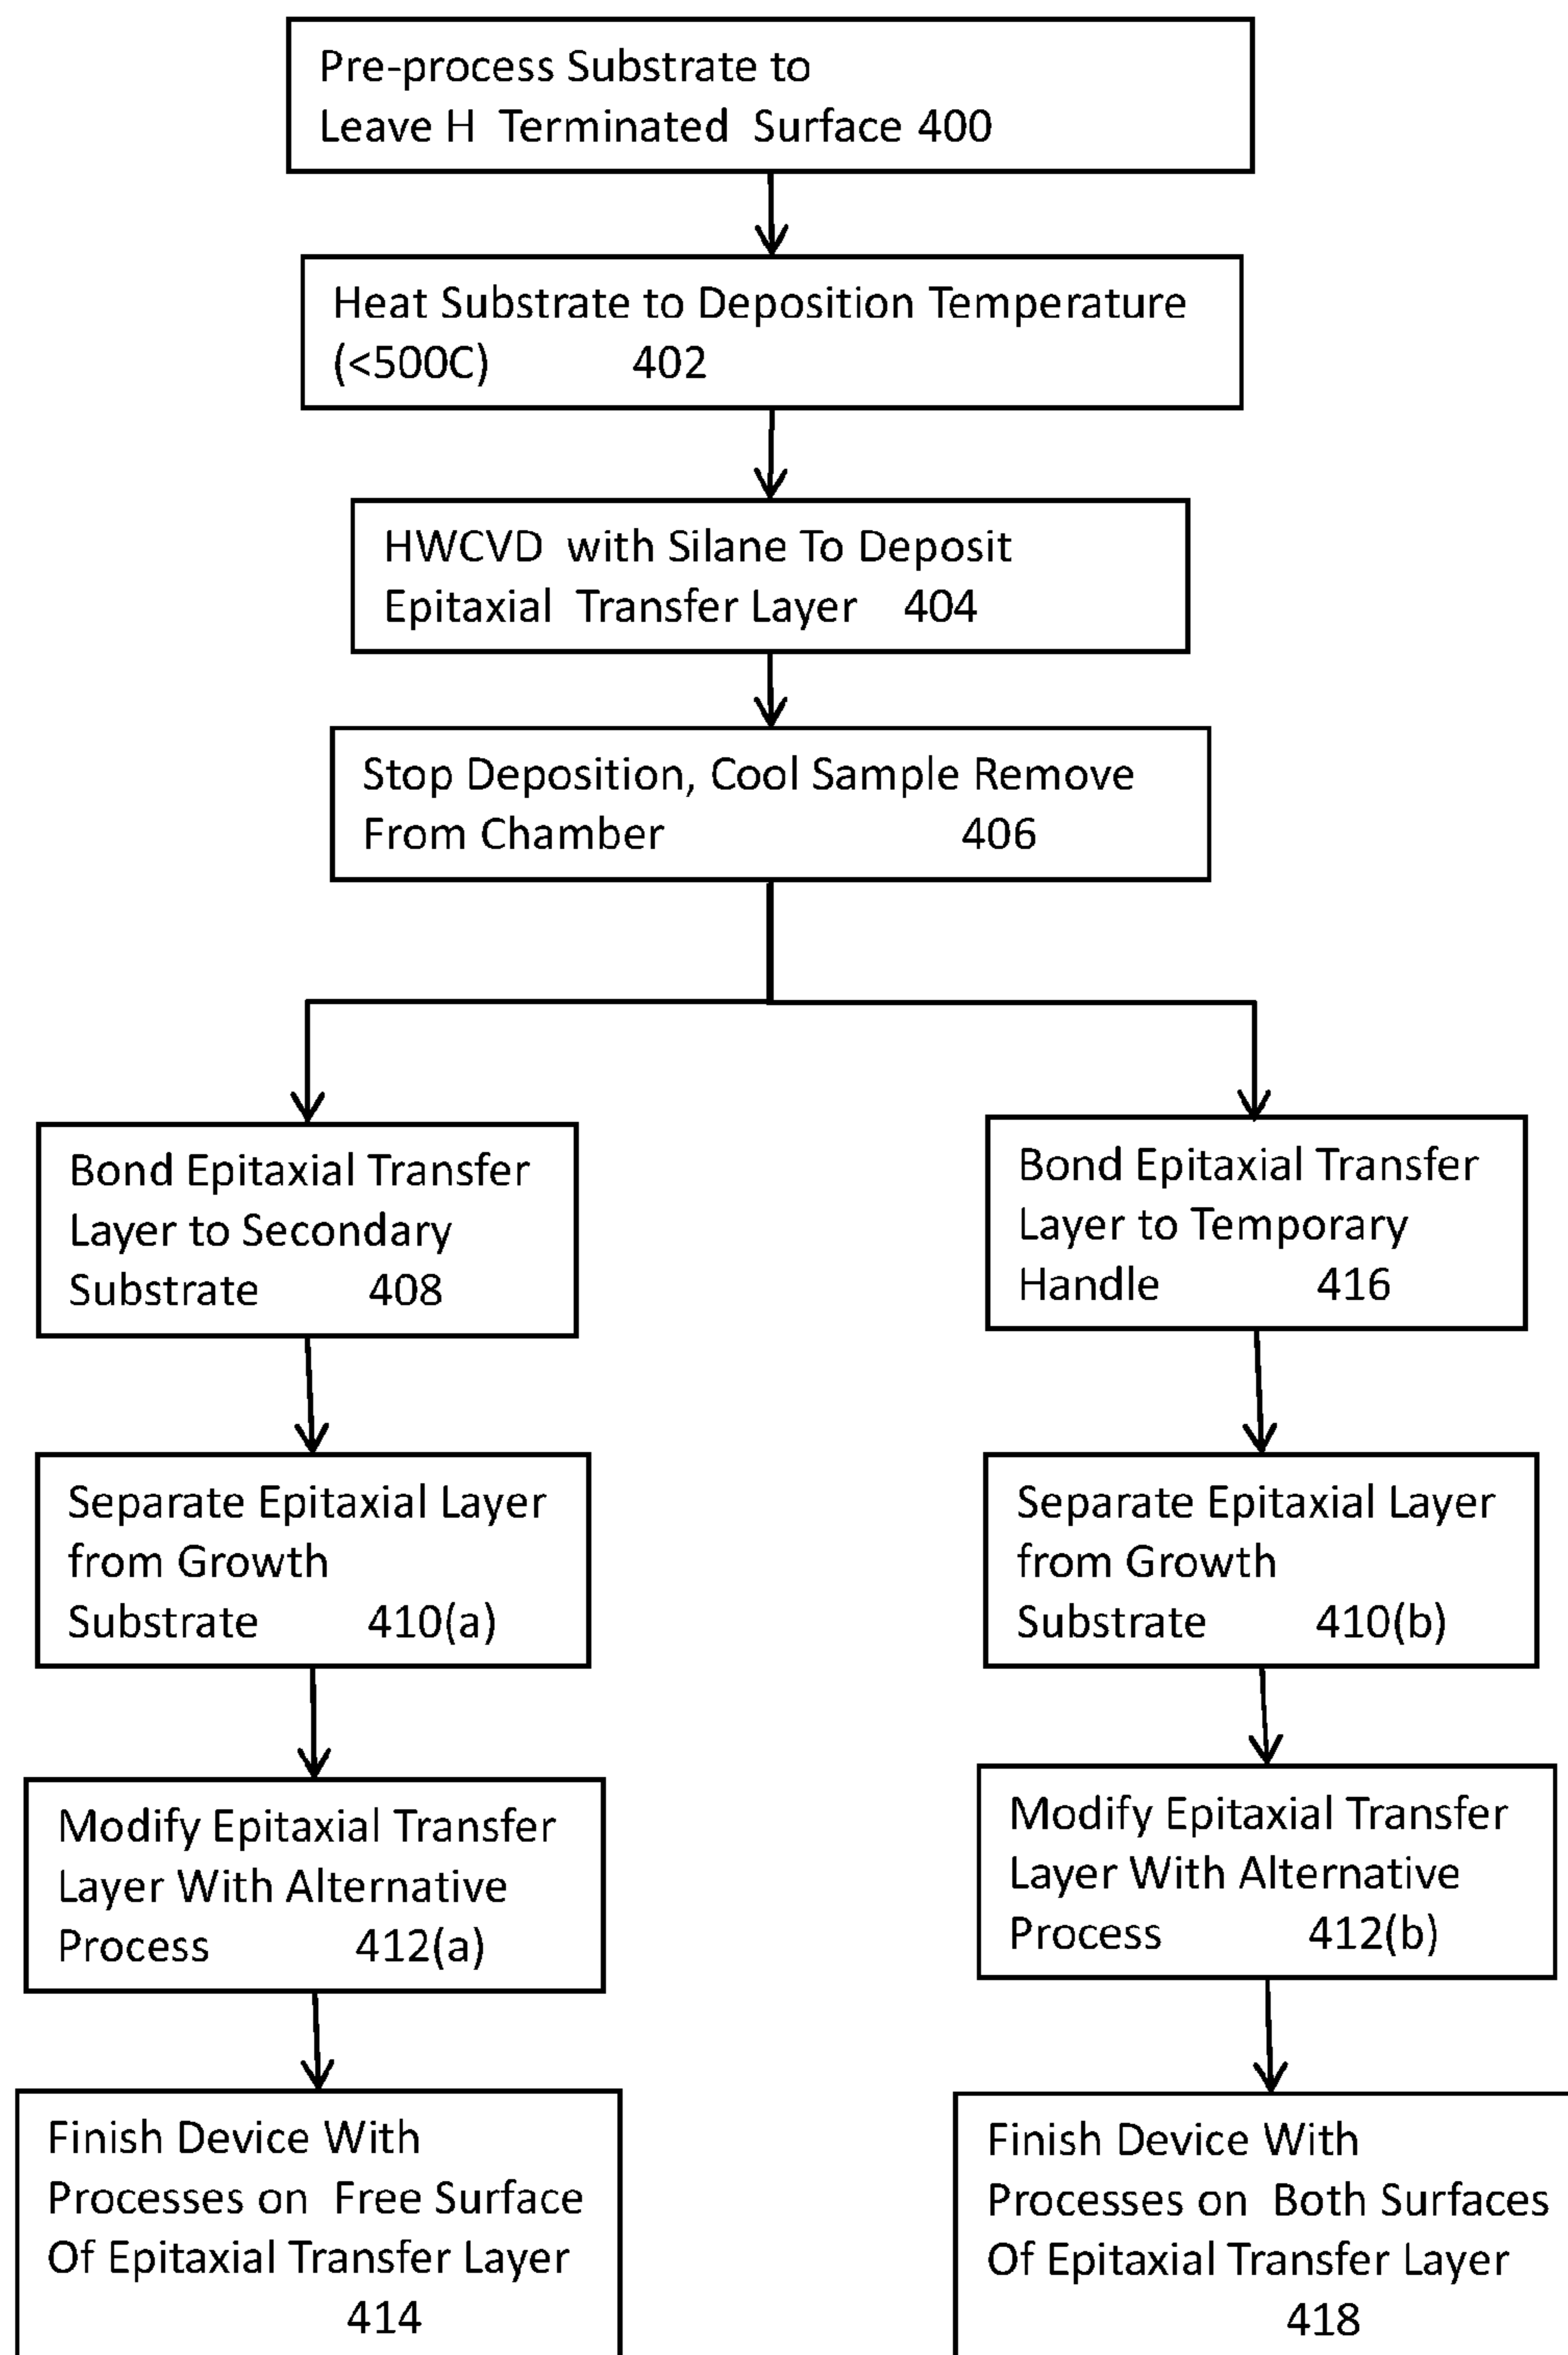 Pre-process Substrate to
Leave H Terminated Surface 400
Heat Substrate to Deposition Temperature
(<500C) 402
HWCVD with Silane To Deposit
Epitaxial Transfer Layer 404
Stop Deposition, Cool Sample Remove
From Chamber 406
Bond Epitaxial Transfer
Layer to Secondary
Substrate 408
Separate Epitaxial Layer
from Growth
Substrate 410(a)
Modify Epitaxial Transfer
Layer With Alternative
Process 412(a)
Finish Device With
Processes on Free Surface
Of Epitaxial Transfer Layer
414
Bond Epitaxial Transfer
Layer to Temporary
Handle 416
Separate Epitaxial Layer
from Growth
Substrate 410(b)
Modify Epitaxial Transfer
Layer With Alternative
Process 412(b)
Finish Device With
Processes on Both Surfaces
Of Epitaxial Transfer Layer
418